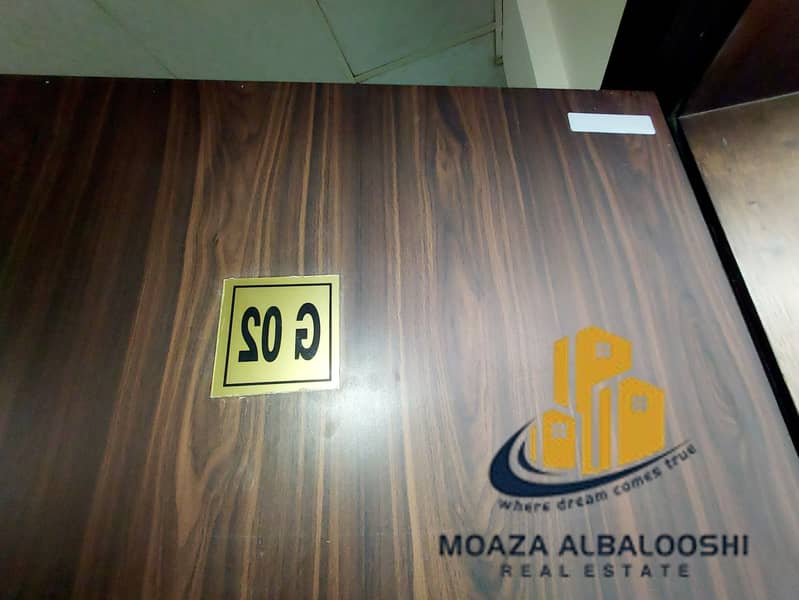 G 02
where dream comes true
MOAZA ALBALOOSHI
REAL ESTATE